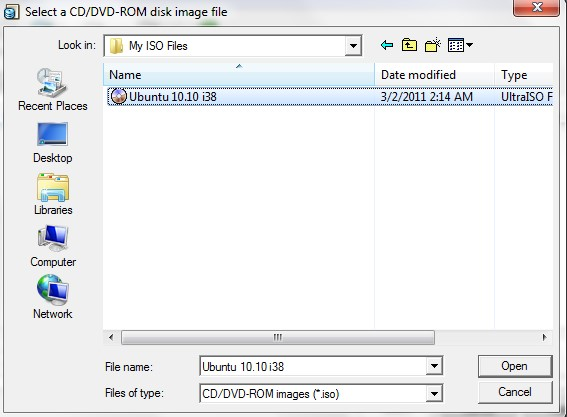 Select a CD/DVD-ROM disk image file
Look in: My ISO Files
Name Date modified Type
Ubuntu 10.10 i38 3/2/2011 2:14 AM UltraISO F
Recent Places
Desktop
Libraries
Computer
Network
File name: Ubuntu 10.10 i38 Open
Files of type: CD/DVD-ROM images (*.iso) Cancel